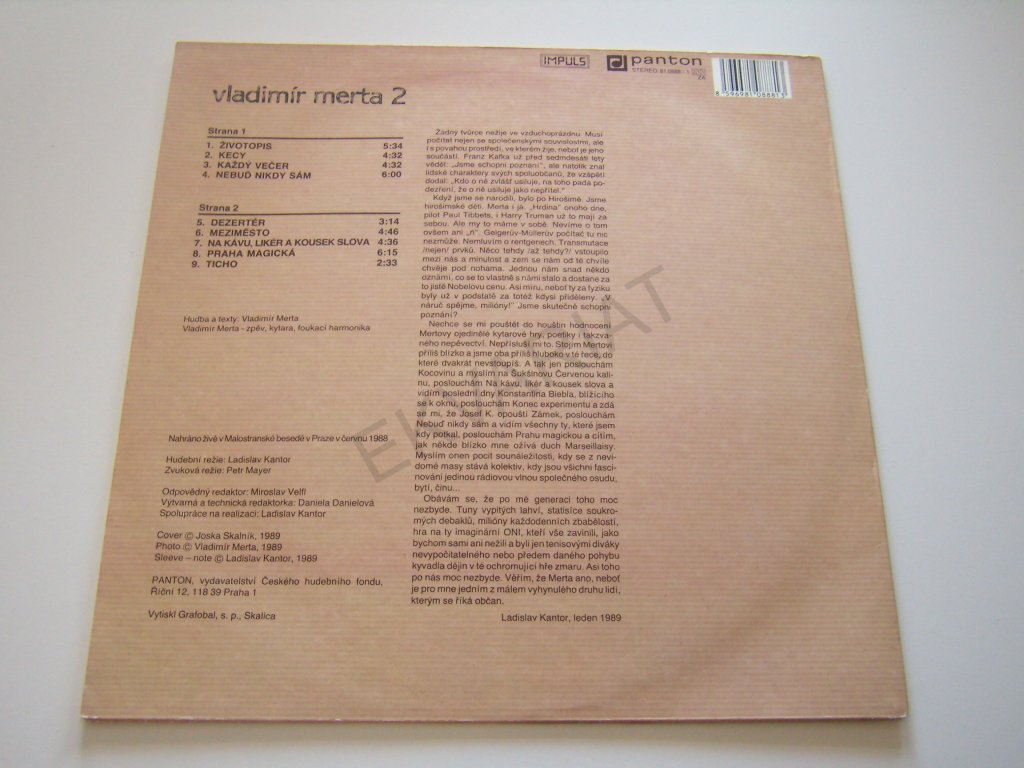 IMPULS
panton
STEREO 81 0888 - 1
ZA
8 596981 088813
vladimír merta 2
Strana 1
1. ŽIVOTOPIS 5:34
2. KECY 4:32
3. KAŽDÝ VEČER 4:32
4. NEBUĎ NIKDY SÁM 6:00
Strana 2
5. DEZERTÉR 3:14
6. MEZIMĚSTO 4:46
7. NA KÁVU, LIKÉR A KOUSEK SLOVA 4:36
8. PRAHA MAGICKÁ 6:15
9. TICHO 2:33
Hudba a texty: Vladimír Merta
Vladimír Merta - zpěv, kytara, foukací harmonika
Nahráno živě v Malostranské besedě v Praze v červnu 1988
Hudební režie: Ladislav Kantor
Zvuková režie: Petr Mayer
Odpovědný redaktor: Miroslav Velfl
Výtvarná a technická redaktorka: Daniela Danielová
Spolupráce na realizaci: Ladislav Kantor
Cover © Joska Skalník, 1989
Photo © Vladimír Merta, 1989
Sleeve – note © Ladislav Kantor, 1989
PANTON, vydavatelství Českého hudebního fondu,
Říční 12, 118 39 Praha 1
Vytiskl Grafobal, s. p., Skalica
Žádný tvůrce nežije ve vzduchoprázdnu. Musí
počítat nejen se společenskými souvislostmi, ale
i s povahou prostředí, ve kterém žije, neboť je jeho
součástí. Franz Kafka už před sedmdesáti lety
věděl: „Jsme schopni poznání", ale natolik znal
lidské charaktery svých spoluobčanů, že vzápětí
dodal: „Kdo o ně zvlášť usiluje, na toho padá po-
dezření, že o ně usiluje jako nepřítel."
Když jsme se narodili, bylo po Hirošimě. Jsme
hirošimské děti. Merta i já. „Hrdina" onoho dne,
pilot Paul Tibbets, i Harry Truman už to mají za
sebou. Ale my to máme v sobě. Nevíme o tom
ovšem ani „ň". Geigerův-Müllerův počítač tu nic
nezmůže. Nemluvím o rentgenech. Transmutace
/nejen/ prvků. Něco tehdy /až tehdy?/ vstoupilo
mezi nás a minulost a zem se nám od té chvíle
chvěje pod nohama. Jednou nám snad někdo
oznámí, co se to vlastně s námi stalo a dostane za
to jistě Nobelovu cenu. Asi míru, neboť ty za fyziku
byly už v podstatě za totéž kdysi přiděleny. „V
náruč spějme, milióny!" Jsme skutečně schopni
poznání?
Nechce se mi pouštět do houštin hodnocení
Mertovy ojedinělé kytarové hry, poetiky i takzva-
ného nepěvectví. Nepřísluší mi to. Stojím Mertovi
příliš blízko a jsme oba příliš hluboko v té řece, do
které dvakrát nevstoupíš. A tak jen poslouchám
Kocovinu a myslím na Šukšinovu Červenou kali-
nu, poslouchám Na kávu, likér a kousek slova a
vidím poslední dny Konstantina Biebla, blížícího
se k oknu, poslouchám Konec experimentu a zdá
se mi, že Josef K. opouští Zámek, poslouchám
Nebuď nikdy sám a vidím všechny ty, které jsem
kdy potkal, poslouchám Prahu magickou a cítím,
jak někde blízko mne ožívá duch Marseillaisy.
Myslím onen pocit sounáležitosti, kdy se z nevi-
domé masy stává kolektiv, kdy jsou všichni fasci-
nováni jedinou rádiovou vlnou společného osudu,
bytí, činu...
Obávám se, že po mé generaci toho moc
nezbyde. Tuny vypitých lahví, statisíce soukro-
mých debaklů, milióny každodenních zbabělostí,
hra na ty imaginární ONI, kteří vše zavinili, jako
bychom sami ani nežili a byli jen tenisovými diváky
nevypočitatelného nebo předem daného pohybu
kyvadla dějin v té ochromující hře zmaru. Asi toho
po nás moc nezbyde. Věřím, že Merta ano, neboť
je pro mne jedním z málem vyhynulého druhu lidí,
kterým se říká občan.
Ladislav Kantor, leden 1989